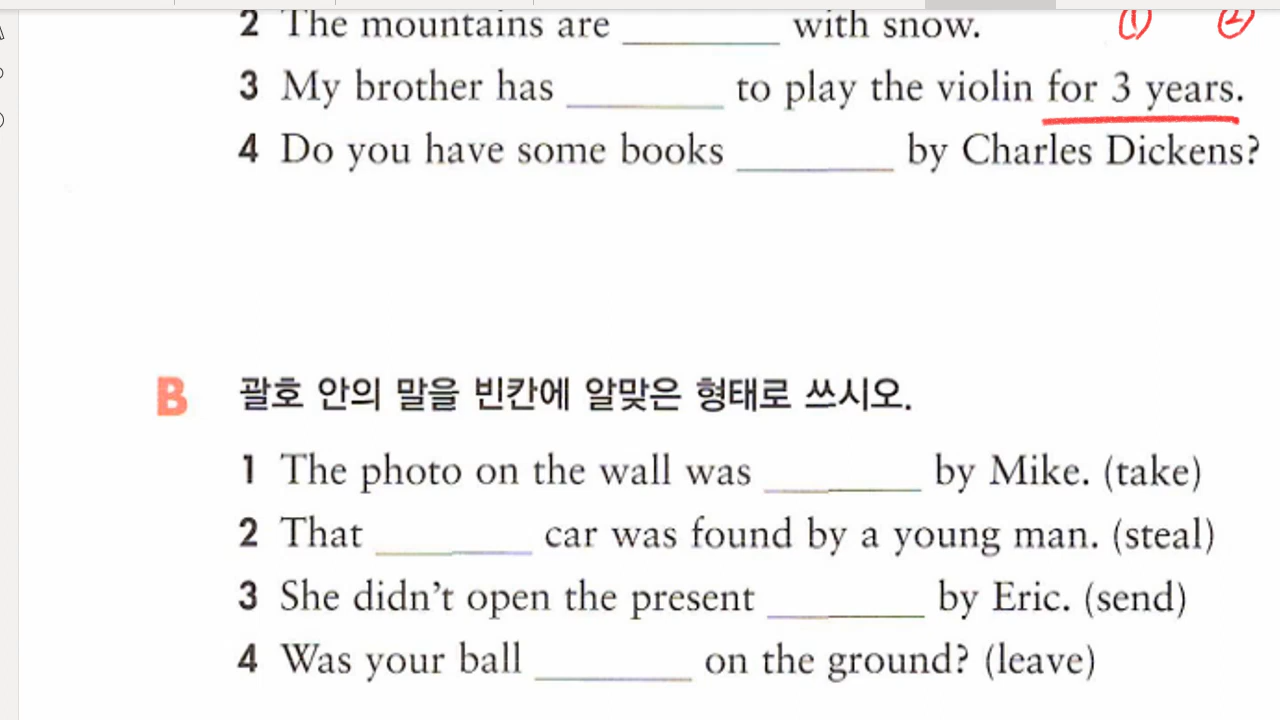 2 The mountains are ________ with snow. ① ②
3 My brother has ________ to play the violin for 3 years.
4 Do you have some books ________ by Charles Dickens?
B 괄호 안의 말을 빈칸에 알맞은 형태로 쓰시오.
1 The photo on the wall was ________ by Mike. (take)
2 That ________ car was found by a young man. (steal)
3 She didn't open the present ________ by Eric. (send)
4 Was your ball ________ on the ground? (leave)